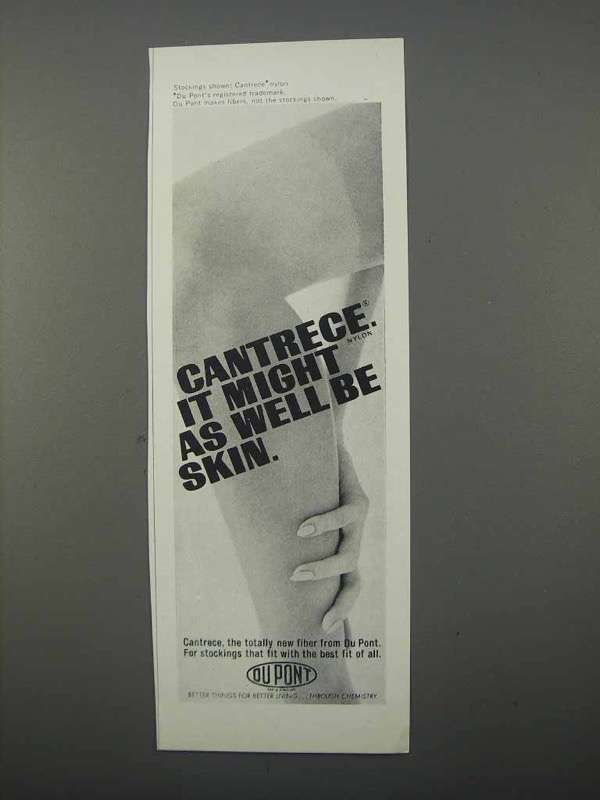 Stockings shown: Cantrece* nylon
*Du Pont's registered trademark.
Du Pont makes fibers, not the stockings shown.
CANTRECE.®
NYLON
IT MIGHT
AS WELL BE
SKIN.
Cantrece, the totally new fiber from Du Pont.
For stockings that fit with the best fit of all.
DU PONT
BETTER THINGS FOR BETTER LIVING...THROUGH CHEMISTRY